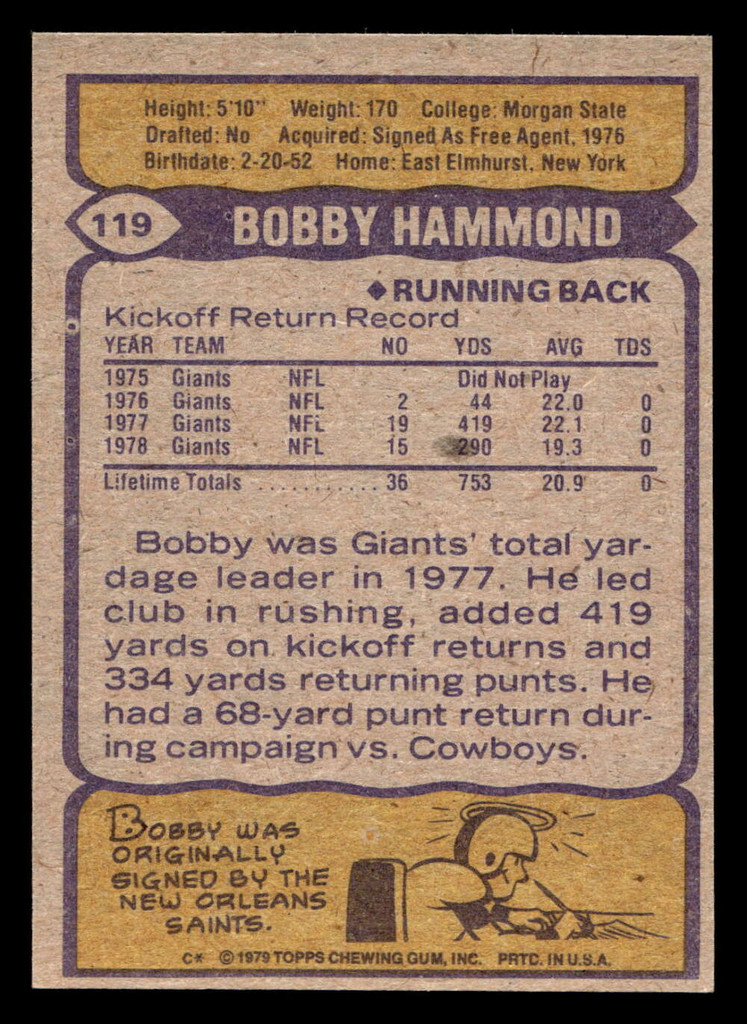 Height: 5'10" Weight: 170 College: Morgan State
Drafted: No Acquired: Signed As Free Agent, 1976
Birthdate: 2-20-52 Home: East Elmhurst, New York
119 BOBBY HAMMOND
◆RUNNING BACK
Kickoff Return Record
YEAR TEAM NO YDS AVG TDS
1975 Giants NFL Did Not Play
1976 Giants NFL 2 44 22.0 0
1977 Giants NFL 19 419 22.1 0
1978 Giants NFL 15 290 19.3 0
Lifetime Totals ........... 36 753 20.9 0
Bobby was Giants' total yar-
dage leader in 1977. He led
club in rushing, added 419
yards on kickoff returns and
334 yards returning punts. He
had a 68-yard punt return dur-
ing campaign vs. Cowboys.
BOBBY WAS
ORIGINALLY
SIGNED BY THE
NEW ORLEANS
SAINTS.
C* © 1979 TOPPS CHEWING GUM, INC. PRTD. IN U.S.A.